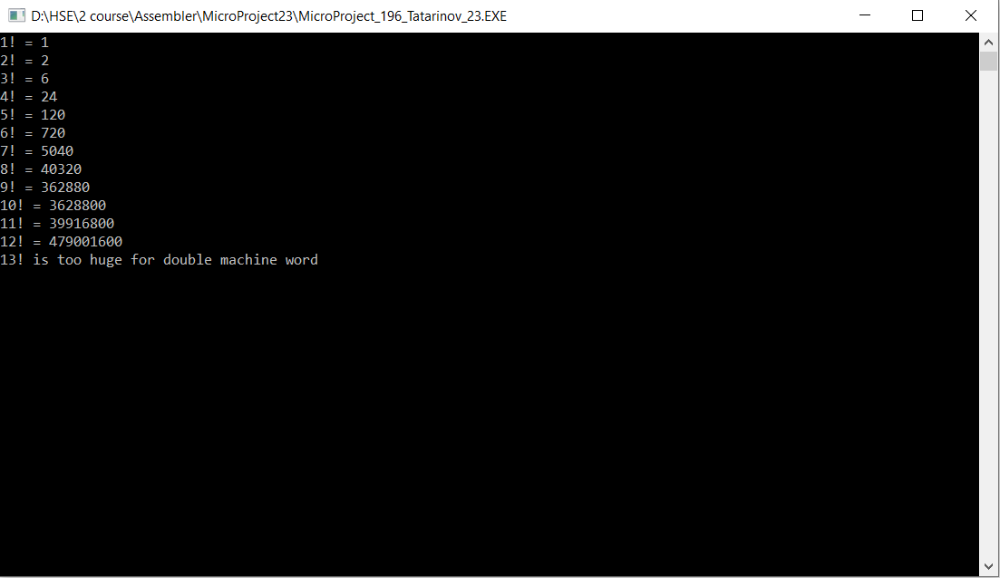 D:\HSE\2 course\Assembler\MicroProject23\MicroProject_196_Tatarinov_23.EXE
1! = 1
2! = 2
3! = 6
4! = 24
5! = 120
6! = 720
7! = 5040
8! = 40320
9! = 362880
10! = 3628800
11! = 39916800
12! = 479001600
13! is too huge for double machine word